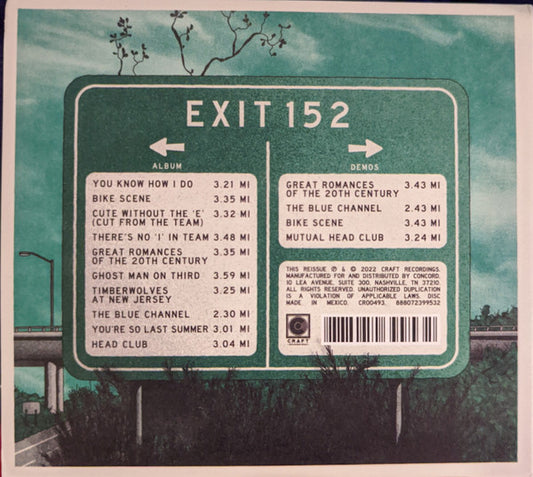 EXIT 152
ALBUM
YOU KNOW HOW I DO 3.21 MI
BIKE SCENE 3.35 MI
CUTE WITHOUT THE 'E' 3.32 MI
(CUT FROM THE TEAM)
THERE'S NO 'I' IN TEAM 3.48 MI
GREAT ROMANCES 3.35 MI
OF THE 20TH CENTURY
GHOST MAN ON THIRD 3.59 MI
TIMBERWOLVES 3.25 MI
AT NEW JERSEY
THE BLUE CHANNEL 2.30 MI
YOU'RE SO LAST SUMMER 3.01 MI
HEAD CLUB 3.04 MI
DEMOS
GREAT ROMANCES 3.43 MI
OF THE 20TH CENTURY
THE BLUE CHANNEL 2.43 MI
BIKE SCENE 3.43 MI
MUTUAL HEAD CLUB 3.24 MI
THIS REISSUE ℗ & © 2022 CRAFT RECORDINGS.
MANUFACTURED FOR AND DISTRIBUTED BY CONCORD,
10 LEA AVENUE, SUITE 300, NASHVILLE, TN 37210.
ALL RIGHTS RESERVED. UNAUTHORIZED DUPLICATION
IS A VIOLATION OF APPLICABLE LAWS. DISC
MADE IN MEXICO. CR00493. 888072399532
CRAFT